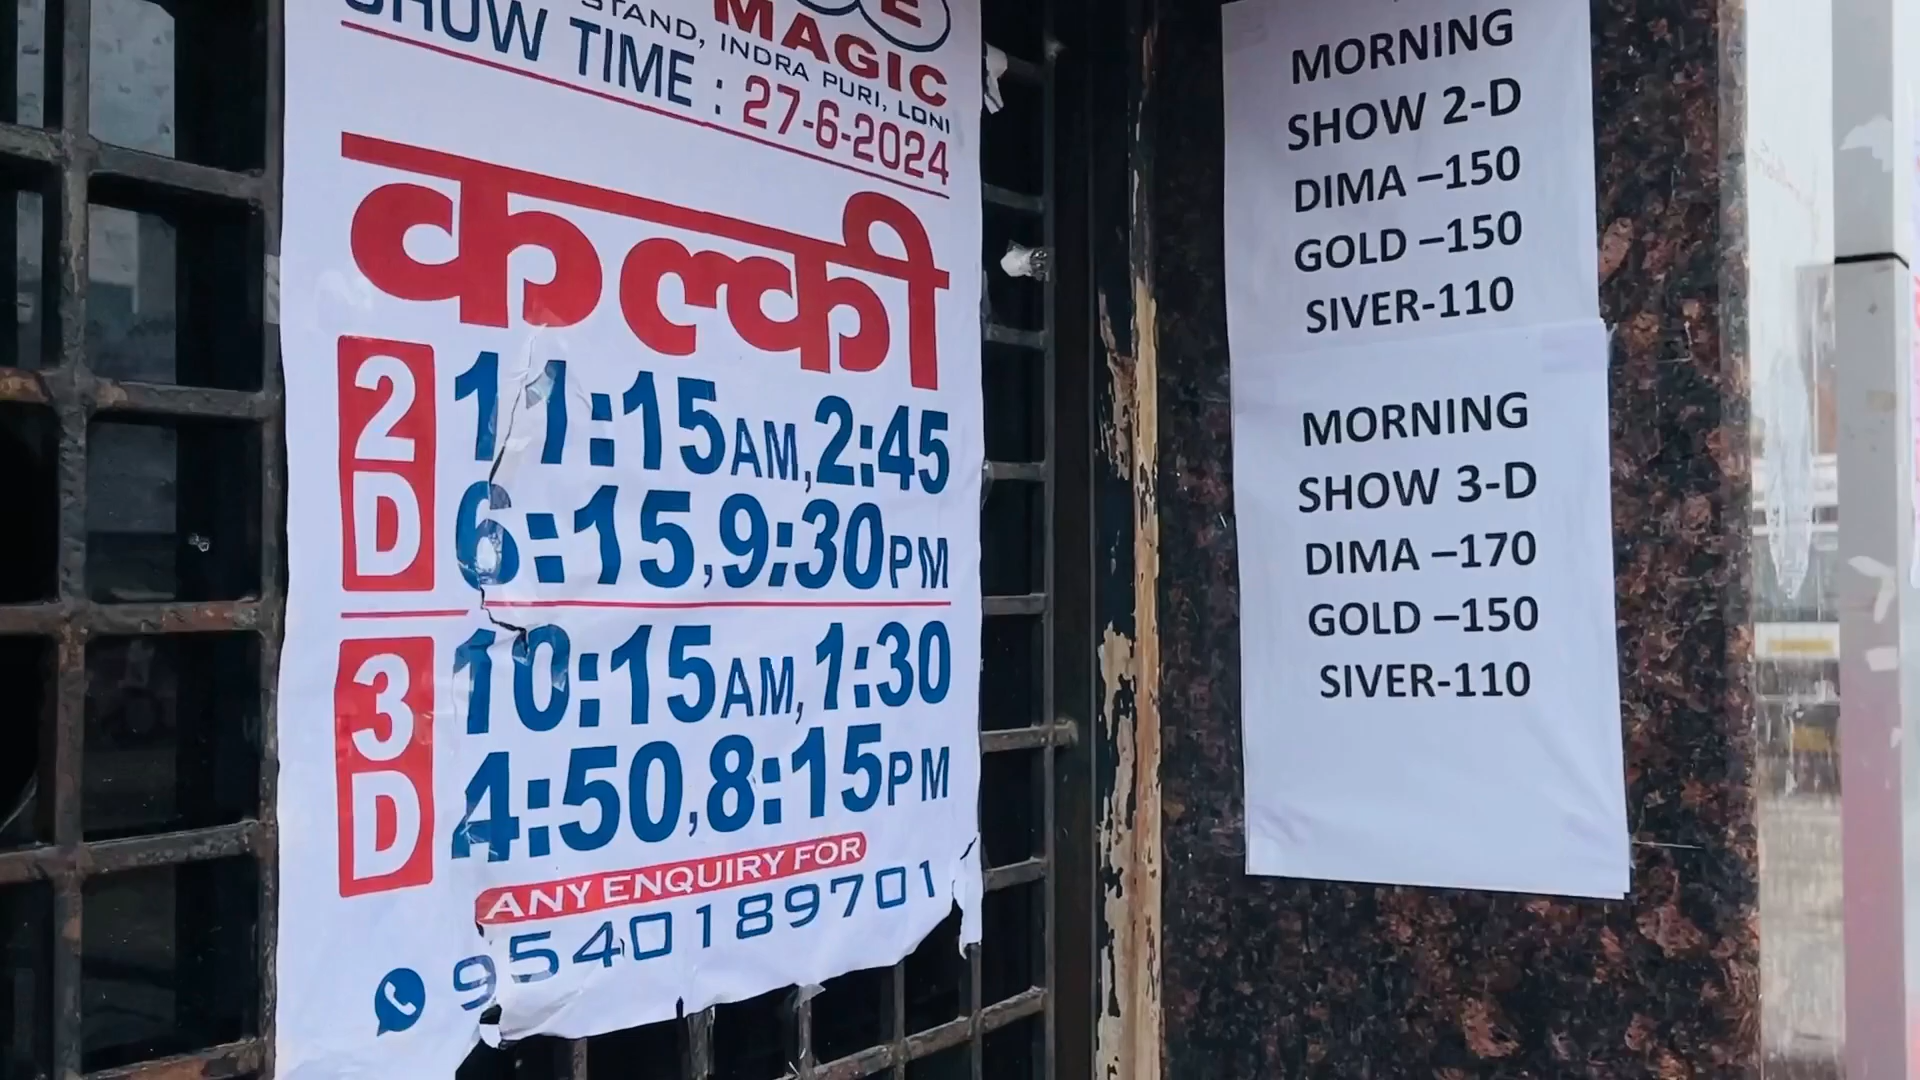 MAGIC
STAND, INDRA PURI, LONI
SHOW TIME : 27-6-2024
कल्की
2D
11:15AM, 2:45
6:15, 9:30PM
3D
10:15AM, 1:30
4:50, 8:15PM
ANY ENQUIRY FOR
9540189701
MORNING
SHOW 2-D
DIMA –150
GOLD –150
SIVER-110
MORNING
SHOW 3-D
DIMA –170
GOLD –150
SIVER-110